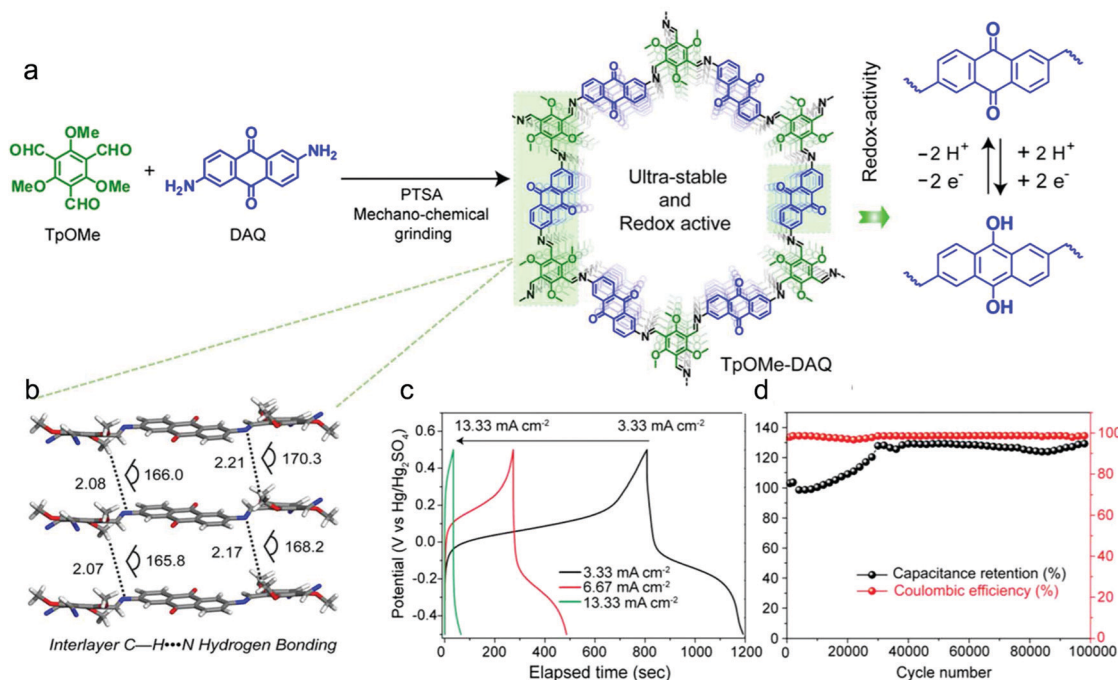 a
OMe
OHC
CHO
MeO
OMe
CHO
TpOMe
+
O
NH2
H2N
O
DAQ
PTSA
Mechano-chemical
grinding
Ultra-stable
and
Redox active
TpOMe-DAQ
Redox-activity
O
O
−2 H+
−2 e-
+ 2 H+
+ 2 e-
OH
OH
b
2.08
166.0
2.21
170.3
2.07
165.8
2.17
168.2
Interlayer C—H•••N Hydrogen Bonding
c
13.33 mA cm-2
3.33 mA cm-2
Potential (V vs Hg/Hg2SO4)
0.4
0.2
0.0
-0.2
-0.4
3.33 mA cm-2
6.67 mA cm-2
13.33 mA cm-2
0 200 400 600 800 1000 1200
Elapsed time (sec)
d
140
120
100
80
60
40
20
0
100
80
60
40
20
0
Capacitance retention (%)
Coulombic efficiency (%)
0 20000 40000 60000 80000 100000
Cycle number